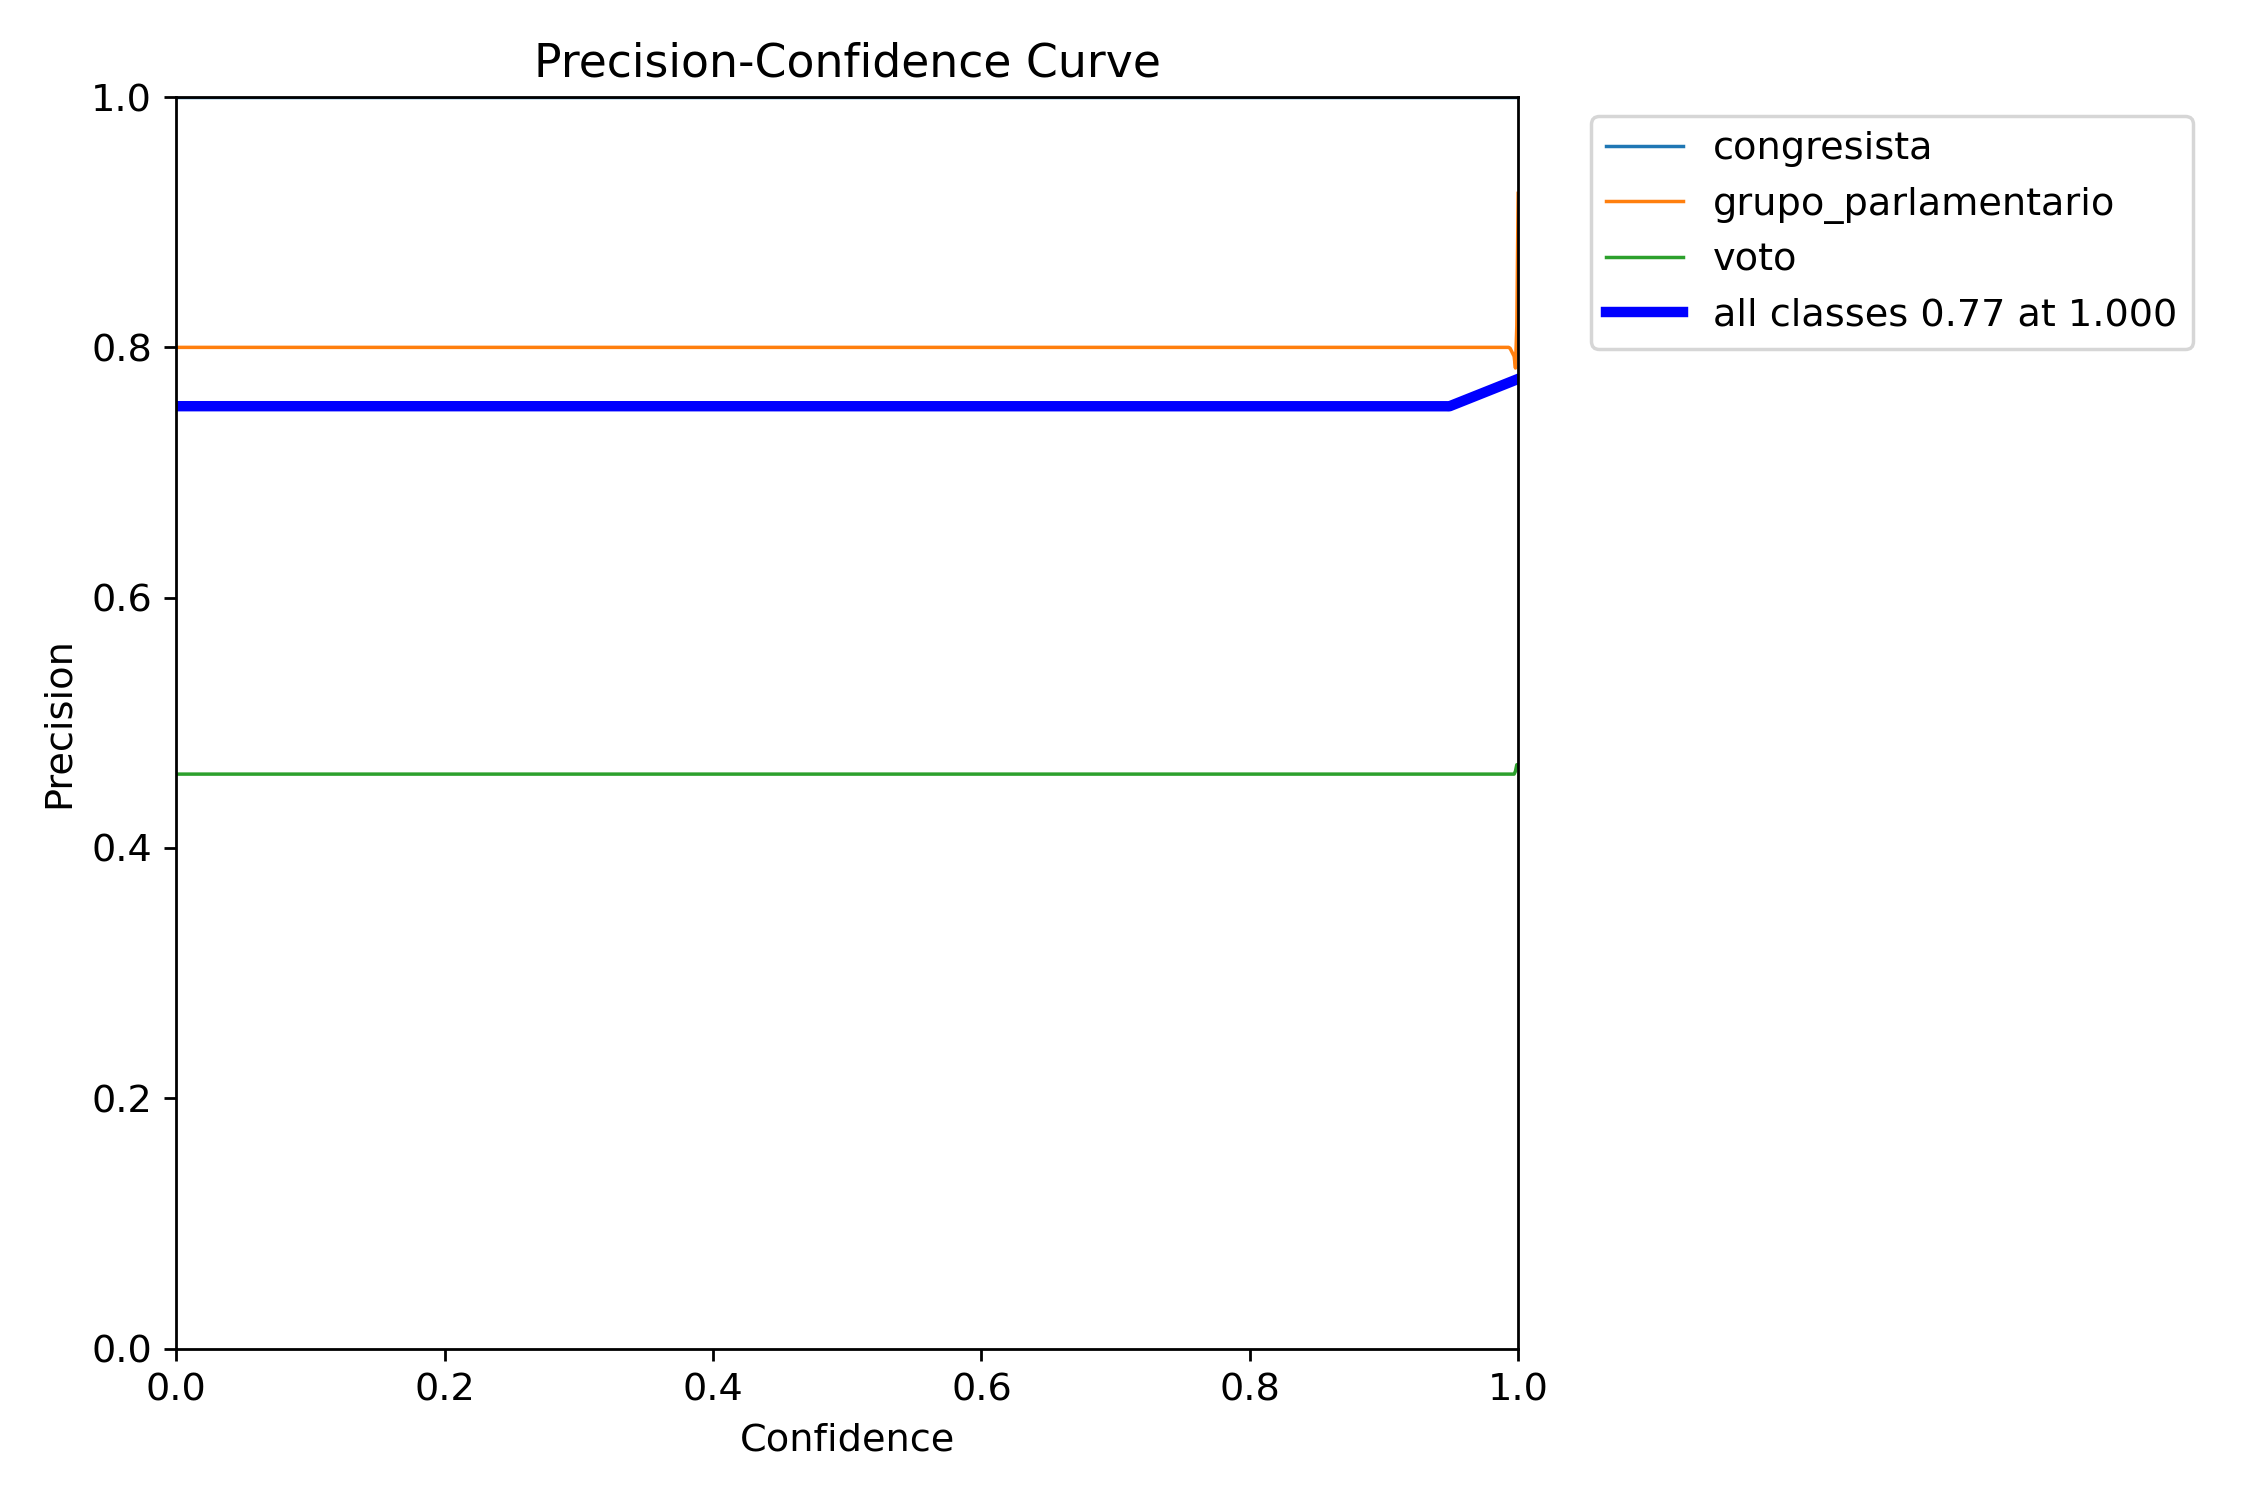 Precision-Confidence Curve
1.0
0.8
0.6
0.4
0.2
0.0
Precision
0.0 0.2 0.4 0.6 0.8 1.0
Confidence
congresista
grupo_parlamentario
voto
all classes 0.77 at 1.000